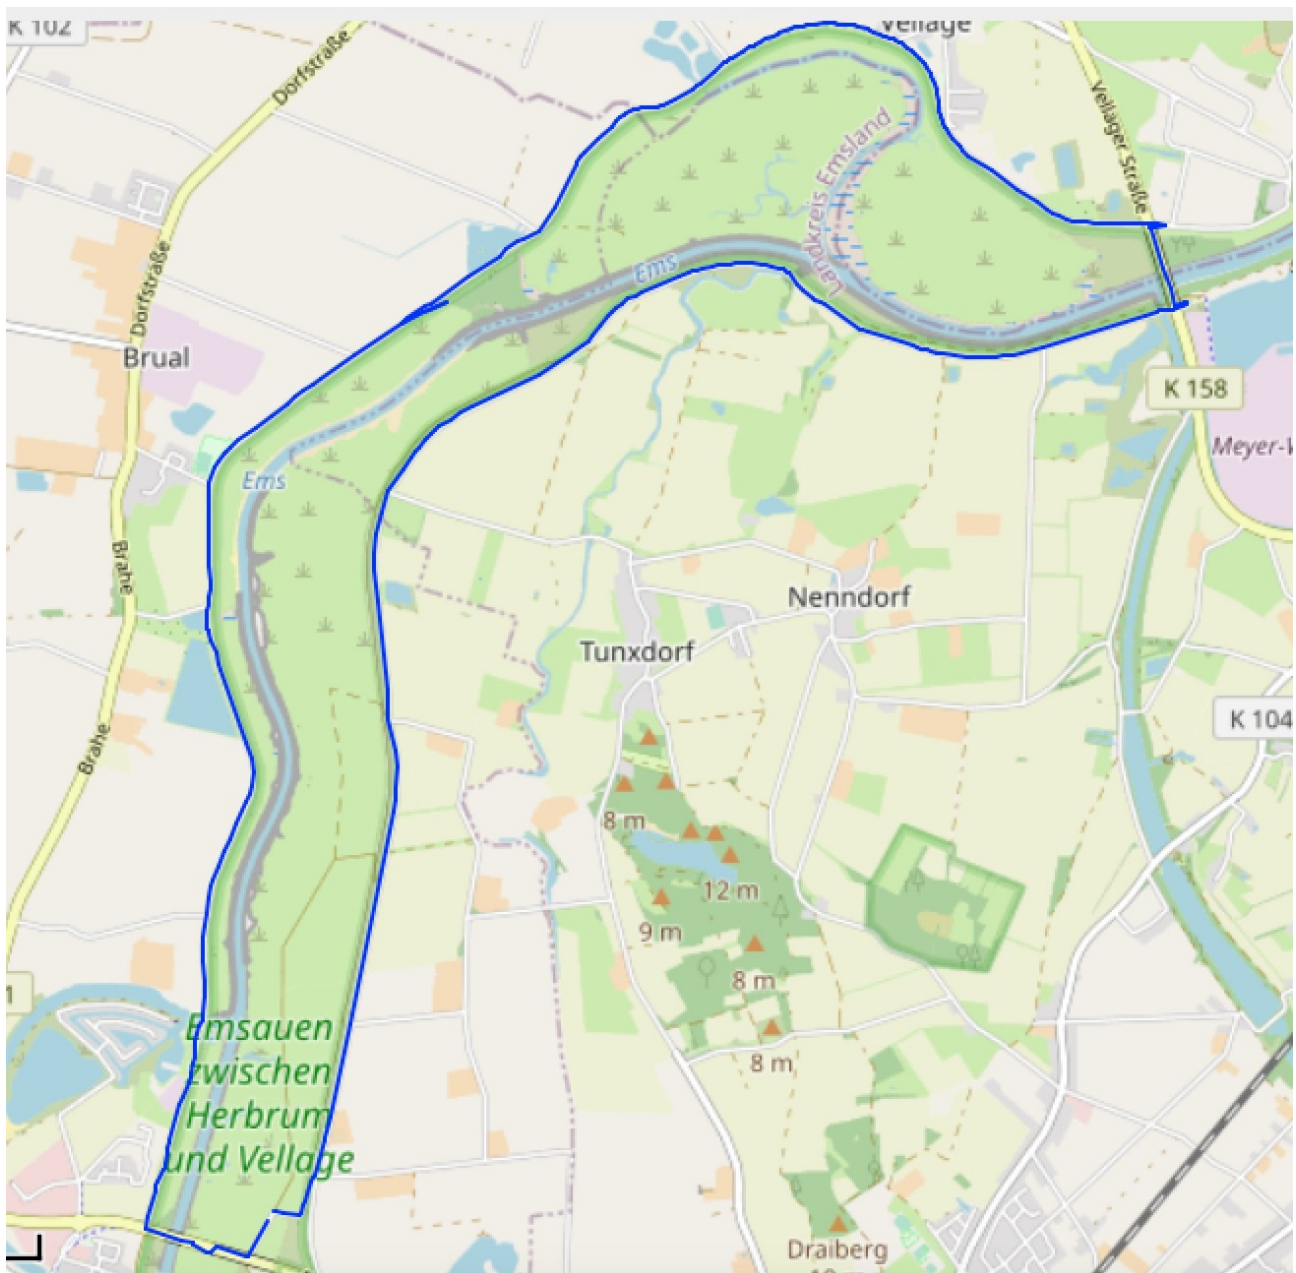 K 102
Dorfstraße
Vellage
Vellager Straße
Landkreis Emsland
Ems
Dorfstraße
Brual
K 158
Meyer-
Ems
Brahe
Nenndorf
Tunxdorf
K 104
Brahe
8 m
12 m
9 m
8 m
1
Emsauen
zwischen
Herbrum
und Vellage
8 m
Draiberg